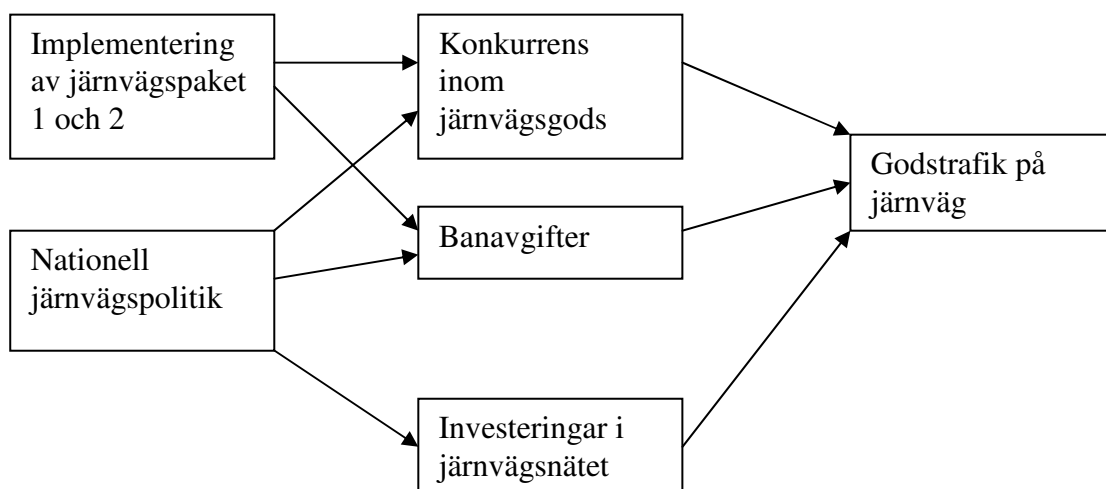 Implementering
av järnvägspaket
1 och 2
Konkurrens
inom
järnvägsgods
Godstrafik på
järnväg
Banavgifter
Nationell
järnvägspolitik
Investeringar i
järnvägsnätet